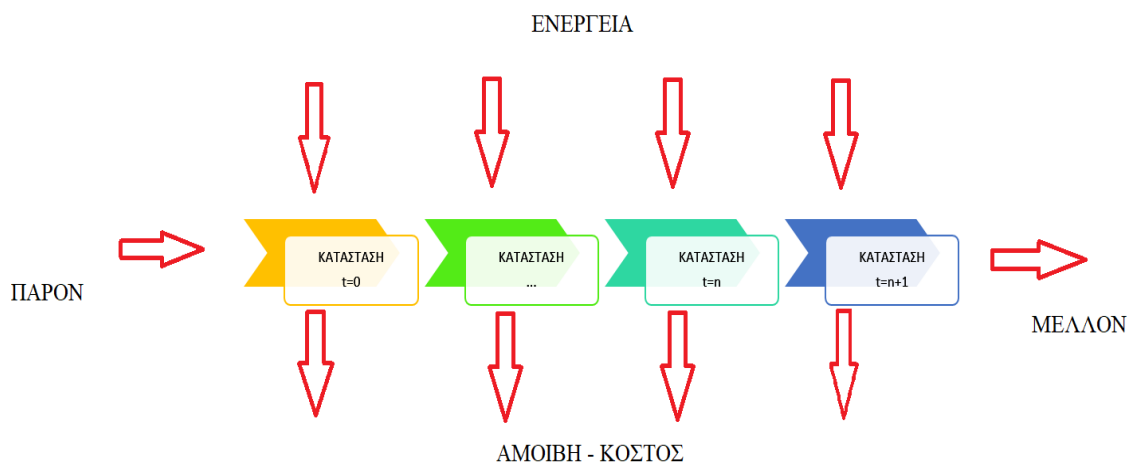 ΕΝΕΡΓΕΙΑ
ΠΑΡΟΝ
ΚΑΤΑΣΤΑΣΗ
t=0
ΚΑΤΑΣΤΑΣΗ
...
ΚΑΤΑΣΤΑΣΗ
t=n
ΚΑΤΑΣΤΑΣΗ
t=n+1
ΜΕΛΛΟΝ
ΑΜΟΙΒΗ - ΚΟΣΤΟΣ